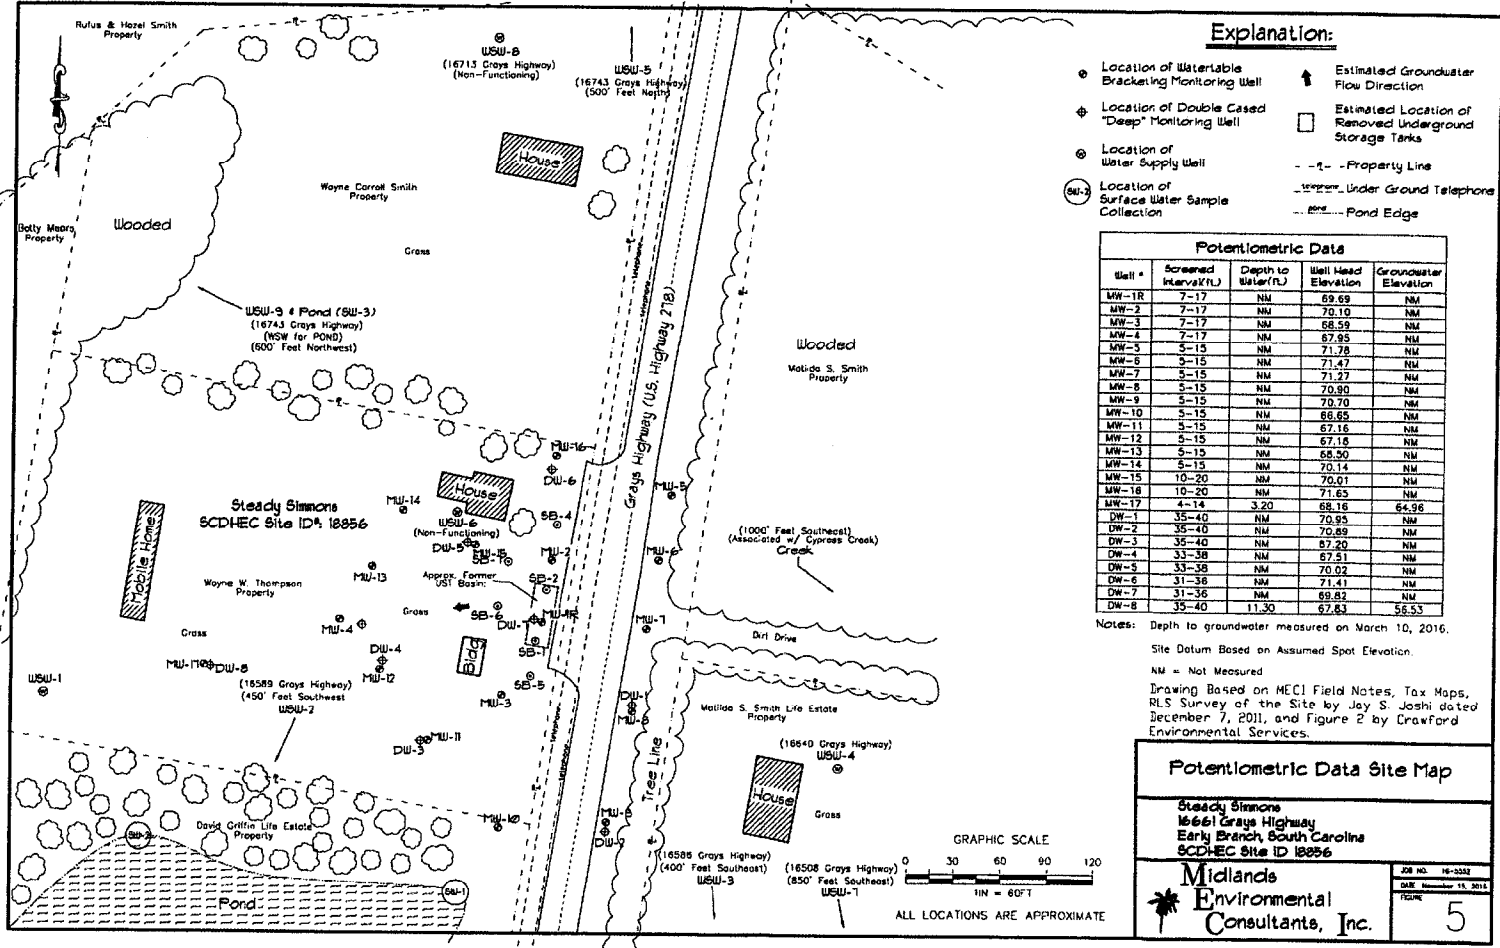 Rufus & Hazel Smith
Property
WSW-8
(16713 Grays Highway)
(Non-Functioning)
WSW-5
(16743 Grays Highway)
(500' Feet North)
House
Wayne Carroll Smith
Property
Wooded
Betty Mears
Property
Grass
WSW-9 & Pond (SW-3)
(16743 Grays Highway)
(WSW for POND)
(600' Feet Northwest)
telephone
telephone
Grays Highway (U.S. Highway 278)
Wooded
Matilda S. Smith
Property
MW-16
DW-6
House
MW-14
Steady Simmons
SCDHEC Site ID#: 18856
WSW-6
(Non-Functioning)
SB-4
MW-5
DW-5
MW-15
SB-7
MW-2
MW-6
(1000' Feet Southeast)
(Associated w/ Cypress Creek)
Creek
Mobile Home
MW-13
Approx. Former
UST Basin:
SB-2
Wayne W. Thompson
Property
Grass
SB-6
MW-1R
DW-7
MW-4
MW-7
Grass
Dirt Drive
Bldg
SB-1
DW-4
MW-12
MW-17
DW-8
WSW-1
(16589 Grays Highway)
(450' Feet Southwest
WSW-2
SB-5
MW-3
DW-1
MW-8
Matilda S. Smith Life Estate
Property
MW-11
DW-3
telephone
telephone
Tree Line
(16640 Grays Highway)
WSW-4
House
Grass
David Griffin Life Estate
Property
SW-2
MW-10
DW-2
SW-1
Pond
(16586 Grays Highway)
(400' Feet Southeast)
WSW-3
(16508 Grays Highway)
(850' Feet Southeast)
WSW-7
GRAPHIC SCALE
0 30 60 90 120
1IN = 60FT
ALL LOCATIONS ARE APPROXIMATE
Explanation:
Location of Watertable
Bracketing Monitoring Well
Location of Double Cased
"Deep" Monitoring Well
Location of
Water Supply Well
SW-2
Location of
Surface Water Sample
Collection
Estimated Groundwater
Flow Direction
Estimated Location of
Removed Underground
Storage Tanks
Property Line
telephone Under Ground Telephone
pond Pond Edge
Potentiometric Data
Well # Screened Interval(ft.) Depth to Water(ft.) Well Head Elevation Groundwater Elevation
MW-1R 7-17 NM 69.69 NM
MW-2 7-17 NM 70.10 NM
MW-3 7-17 NM 68.59 NM
MW-4 7-17 NM 67.95 NM
MW-5 5-15 NM 71.78 NM
MW-6 5-15 NM 71.47 NM
MW-7 5-15 NM 71.27 NM
MW-8 5-15 NM 70.90 NM
MW-9 5-15 NM 70.70 NM
MW-10 5-15 NM 66.65 NM
MW-11 5-15 NM 67.16 NM
MW-12 5-15 NM 67.18 NM
MW-13 5-15 NM 68.50 NM
MW-14 5-15 NM 70.14 NM
MW-15 10-20 NM 70.01 NM
MW-16 10-20 NM 71.65 NM
MW-17 4-14 3.20 68.16 64.96
DW-1 35-40 NM 70.95 NM
DW-2 35-40 NM 70.89 NM
DW-3 35-40 NM 67.20 NM
DW-4 33-38 NM 67.51 NM
DW-5 33-38 NM 70.02 NM
DW-6 31-36 NM 71.41 NM
DW-7 31-36 NM 69.82 NM
DW-8 35-40 11.30 67.83 56.53
Notes: Depth to groundwater measured on March 10, 2016.
Site Datum Based on Assumed Spot Elevation.
NM = Not Measured
Drawing Based on MECI Field Notes, Tax Maps,
RLS Survey of the Site by Jay S. Joshi dated
December 7, 2011, and Figure 2 by Crawford
Environmental Services.
Potentiometric Data Site Map
Steady Simmons
16661 Grays Highway
Early Branch, South Carolina
SCDHEC Site ID 18856
Midlands
Environmental
Consultants, Inc.
JOB NO. 16-5552
FIGURE
5